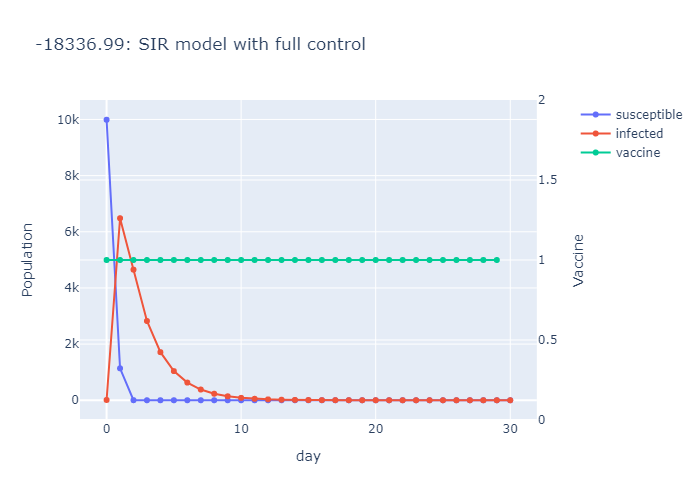 -18336.99: SIR model with full control
10k
8k
6k
4k
2k
0
Population
2
1.5
1
0.5
0
Vaccine
0
10
20
30
day
susceptible
infected
vaccine